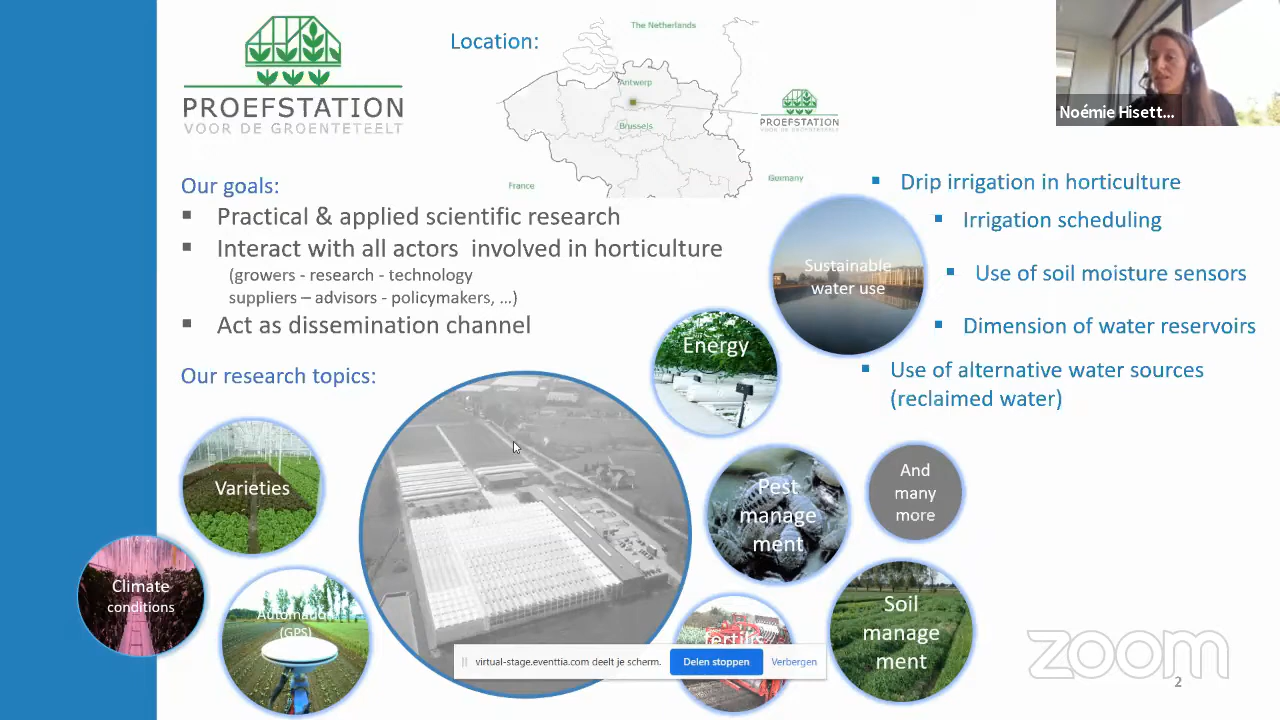 PROEFSTATION
VOOR DE GROENTETEELT
Location:
The Netherlands
Antwerp
Brussels
France
Germany
PROEFSTATION
VOOR DE GROENTETEELT
Noémie Hisett...
Our goals:
▪ Practical & applied scientific research
▪ Interact with all actors involved in horticulture
(growers - research - technology
suppliers – advisors - policymakers, …)
▪ Act as dissemination channel
Our research topics:
▪ Drip irrigation in horticulture
▪ Irrigation scheduling
▪ Use of soil moisture sensors
▪ Dimension of water reservoirs
▪ Use of alternative water sources
(reclaimed water)
Sustainable
water use
Energy
Varieties
Pest
manage
ment
And
many
more
Climate
conditions
Automation
(GPS)
Soil
manage
ment
virtual-stage.eventtia.com deelt je scherm.
Delen stoppen
Verbergen
zoom
2